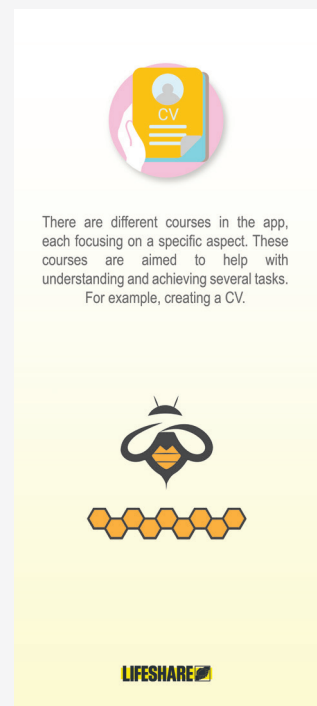 CV
There are different courses in the app,
each focusing on a specific aspect. These
courses are aimed to help with
understanding and achieving several tasks.
For example, creating a CV.
LIFESHARE